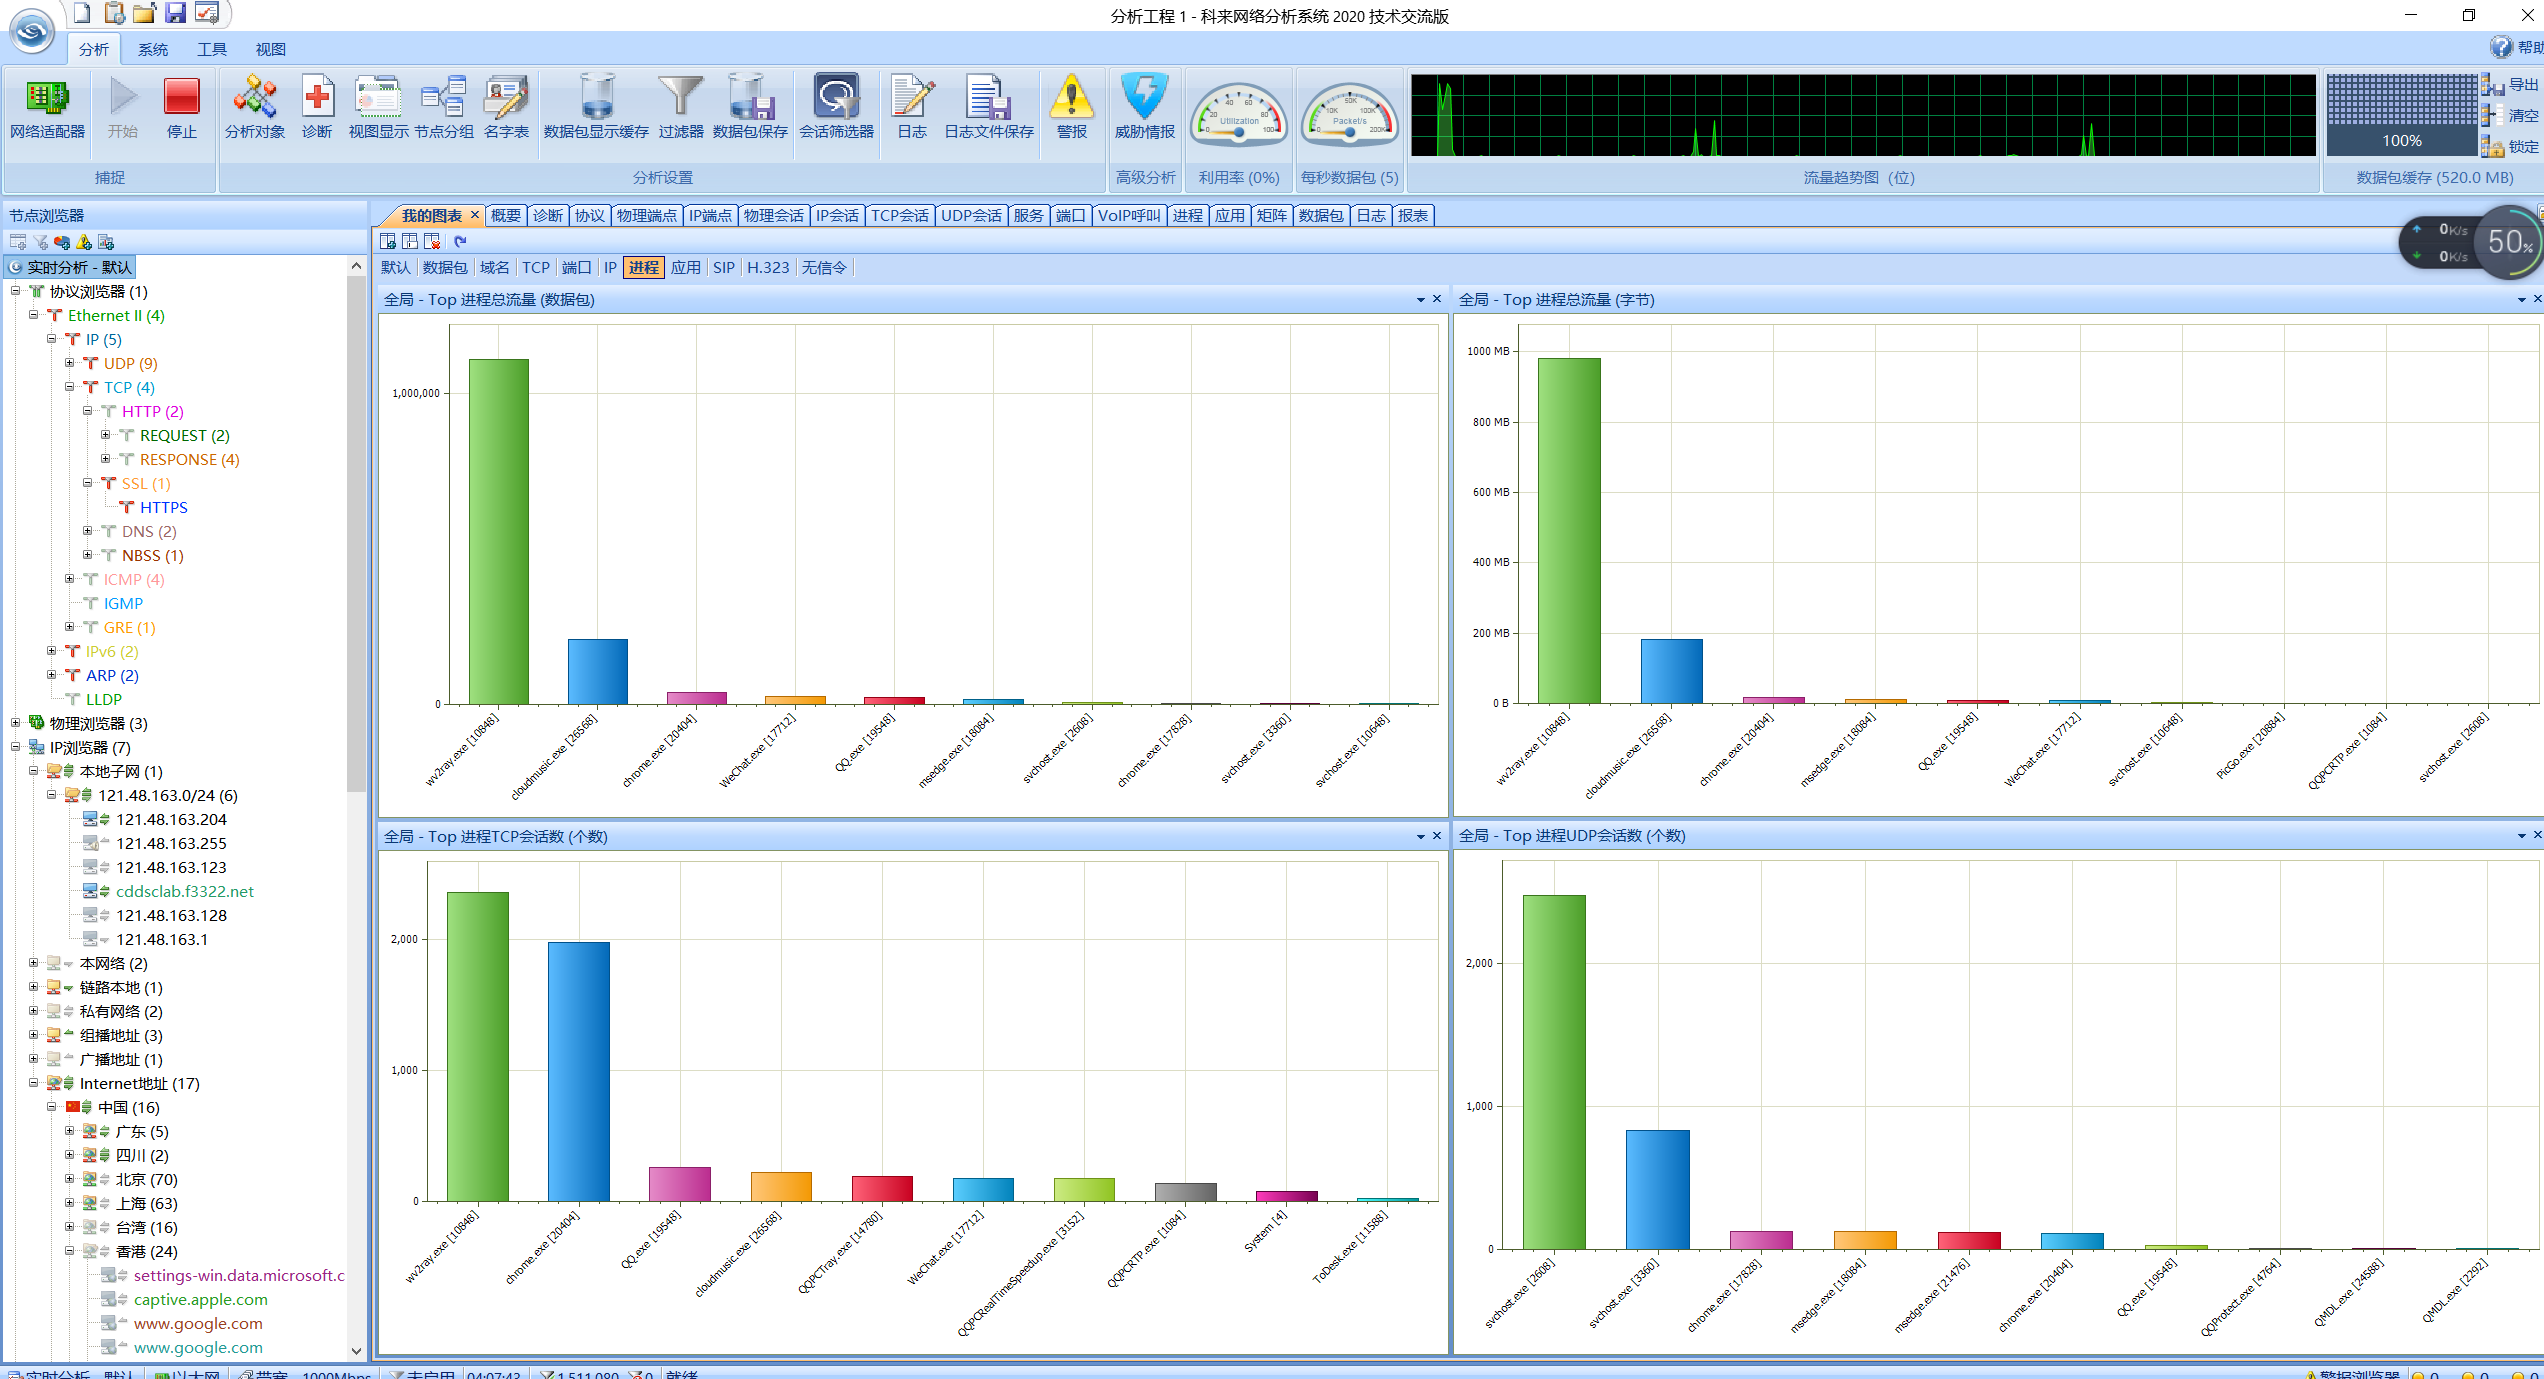 分析工程 1 - 科来网络分析系统 2020 技术交流版
分析 系统 工具 视图
网络适配器 开始 停止 分析对象 诊断 视图显示 节点分组 名字表 数据包显示缓存 过滤器 数据包保存 会话筛选器 日志 日志文件保存 警报 威胁情报
捕捉 分析设置 高级分析 利用率 (0%) 每秒数据包 (5) 流量趋势图（位） 数据包缓存 (520.0 MB)
0 20 40 60 80 100
Utilization
0 10K 50K 100K 200K
Packet/s
100%
导出
清空
锁定
节点浏览器
我的图表 概要 诊断 协议 物理端点 IP端点 物理会话 IP会话 TCP会话 UDP会话 服务 端口 VoIP呼叫 进程 应用 矩阵 数据包 日志 报表
0K/s
0K/s
50%
默认 数据包 域名 TCP 端口 IP 进程 应用 SIP H.323 无信令
实时分析 - 默认
协议浏览器 (1)
Ethernet II (4)
IP (5)
UDP (9)
TCP (4)
HTTP (2)
REQUEST (2)
RESPONSE (4)
SSL (1)
HTTPS
DNS (2)
NBSS (1)
ICMP (4)
IGMP
GRE (1)
IPv6 (2)
ARP (2)
LLDP
物理浏览器 (3)
IP浏览器 (7)
本地子网 (1)
121.48.163.0/24 (6)
121.48.163.204
121.48.163.255
121.48.163.123
cddsclab.f3322.net
121.48.163.128
121.48.163.1
本网络 (2)
链路本地 (1)
私有网络 (2)
组播地址 (3)
广播地址 (1)
Internet地址 (17)
中国 (16)
广东 (5)
四川 (2)
北京 (70)
上海 (63)
台湾 (16)
香港 (24)
settings-win.data.microsoft.c
captive.apple.com
www.google.com
www.google.com
全局 - Top 进程总流量 (数据包)
1,000,000
0
wv2ray.exe [10848]
cloudmusic.exe [26568]
chrome.exe [20404]
WeChat.exe [17712]
QQ.exe [19548]
msedge.exe [18084]
svchost.exe [2608]
chrome.exe [17828]
svchost.exe [3360]
svchost.exe [10648]
全局 - Top 进程总流量 (字节)
1000 MB
800 MB
600 MB
400 MB
200 MB
0 B
wv2ray.exe [10848]
cloudmusic.exe [26568]
chrome.exe [20404]
msedge.exe [18084]
QQ.exe [19548]
WeChat.exe [17712]
svchost.exe [10648]
PicGo.exe [20884]
QQPCRTP.exe [1084]
svchost.exe [2608]
全局 - Top 进程TCP会话数 (个数)
2,000
1,000
0
wv2ray.exe [10848]
chrome.exe [20404]
QQ.exe [19548]
cloudmusic.exe [26568]
QQPCTray.exe [14780]
WeChat.exe [17712]
QQPCRealTimeSpeedup.exe [3152]
QQPCRTP.exe [1084]
System [4]
ToDesk.exe [11588]
全局 - Top 进程UDP会话数 (个数)
2,000
1,000
0
svchost.exe [2608]
svchost.exe [3360]
chrome.exe [17828]
msedge.exe [18084]
msedge.exe [21476]
chrome.exe [20404]
QQ.exe [19548]
QQProtect.exe [4764]
QMDL.exe [24588]
QMDL.exe [2292]
实时分析 - 默认 以太网 带宽 - 1000Mbps 未启用 04:07:43 1,511,080 0 就绪 警报浏览器 0 0